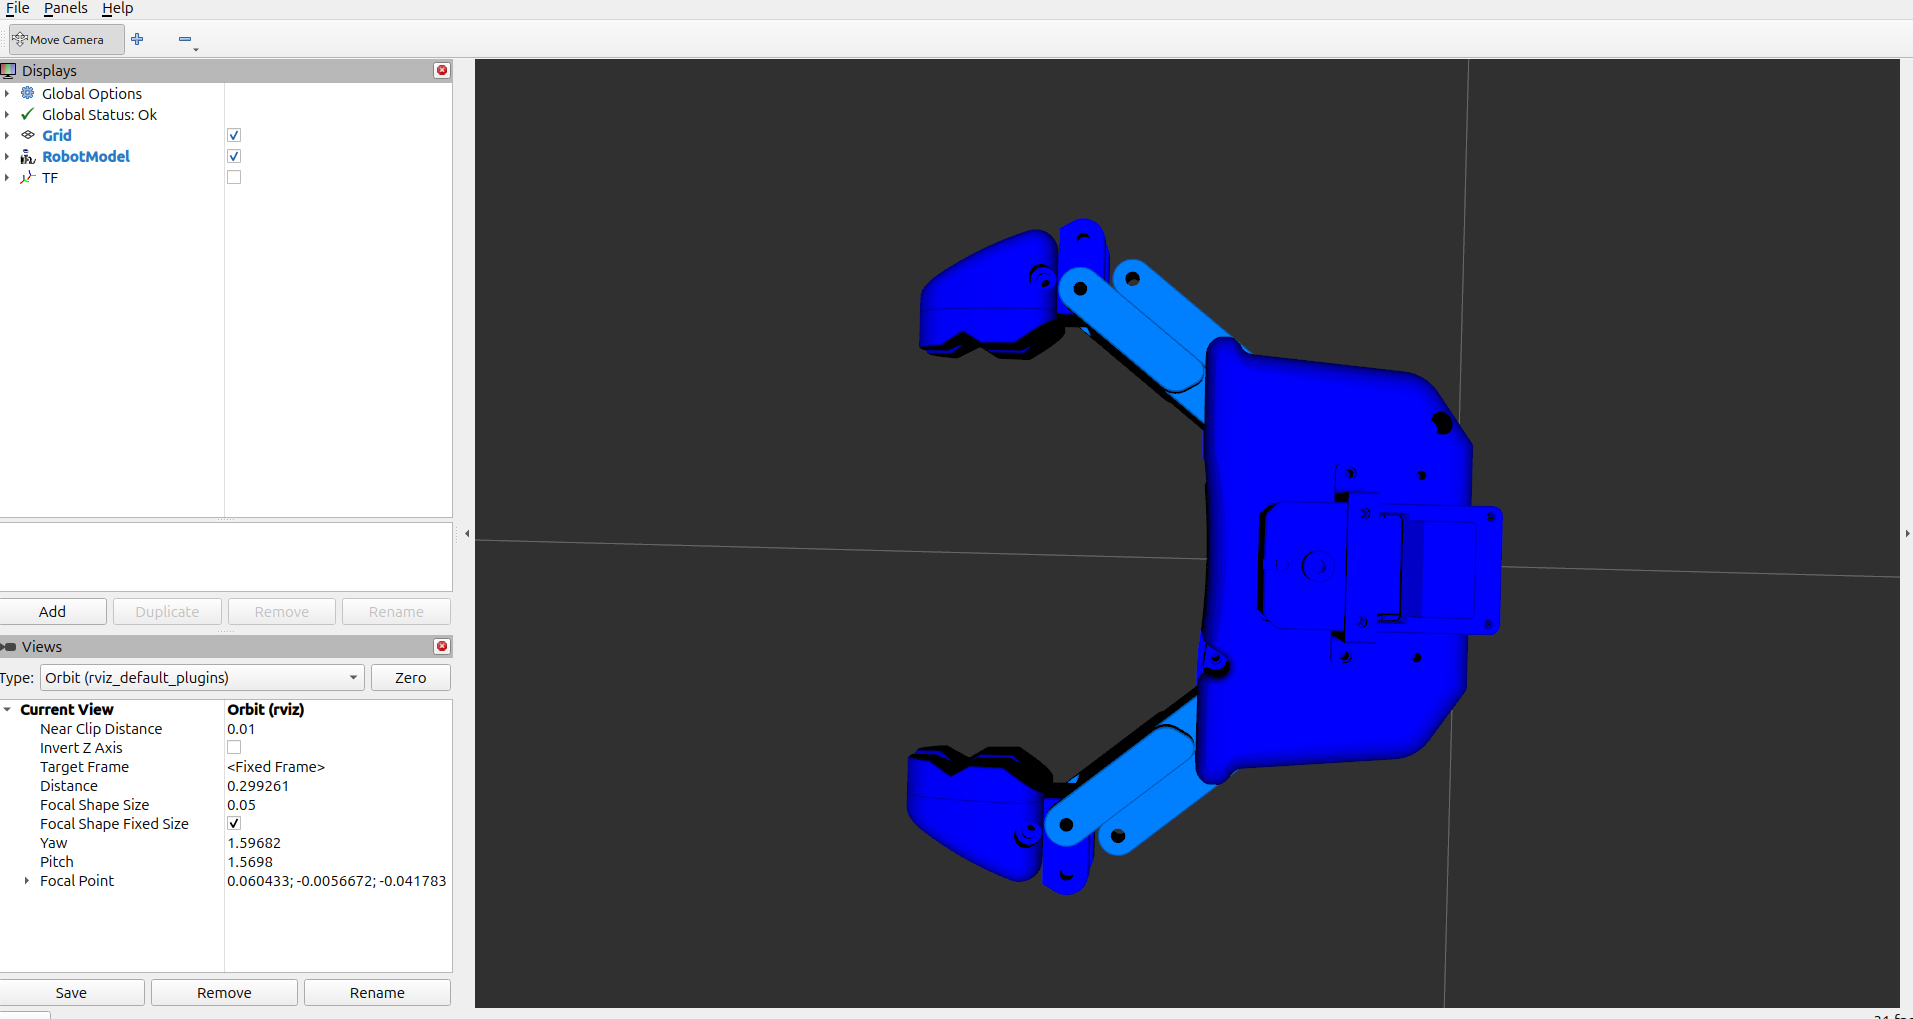 File Panels Help
Move Camera
Displays
Global Options
Global Status: Ok
Grid
RobotModel
TF
Add Duplicate Remove Rename
Views
Type: Orbit (rviz_default_plugins) Zero
Current View Orbit (rviz)
Near Clip Distance 0.01
Invert Z Axis
Target Frame <Fixed Frame>
Distance 0.299261
Focal Shape Size 0.05
Focal Shape Fixed Size
Yaw 1.59682
Pitch 1.5698
Focal Point 0.060433; -0.0056672; -0.041783
Save Remove Rename